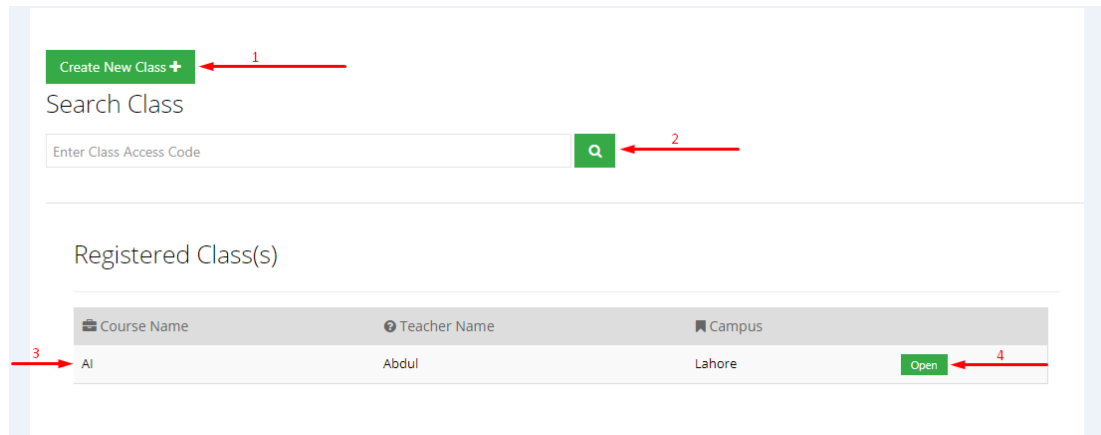 Create New Class
1
Search Class
Enter Class Access Code
2
Registered Class(s)
Course Name Teacher Name Campus
3 AI Abdul Lahore Open 4